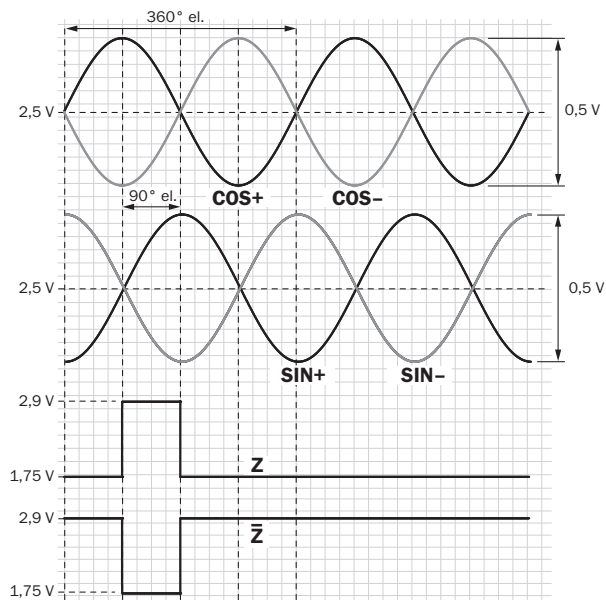 360° el.
2,5 V
0,5 V
90° el.
COS+ COS–
2,5 V
0,5 V
SIN+ SIN–
2,9 V
Z
1,75 V
2,9 V
Z̅
1,75 V